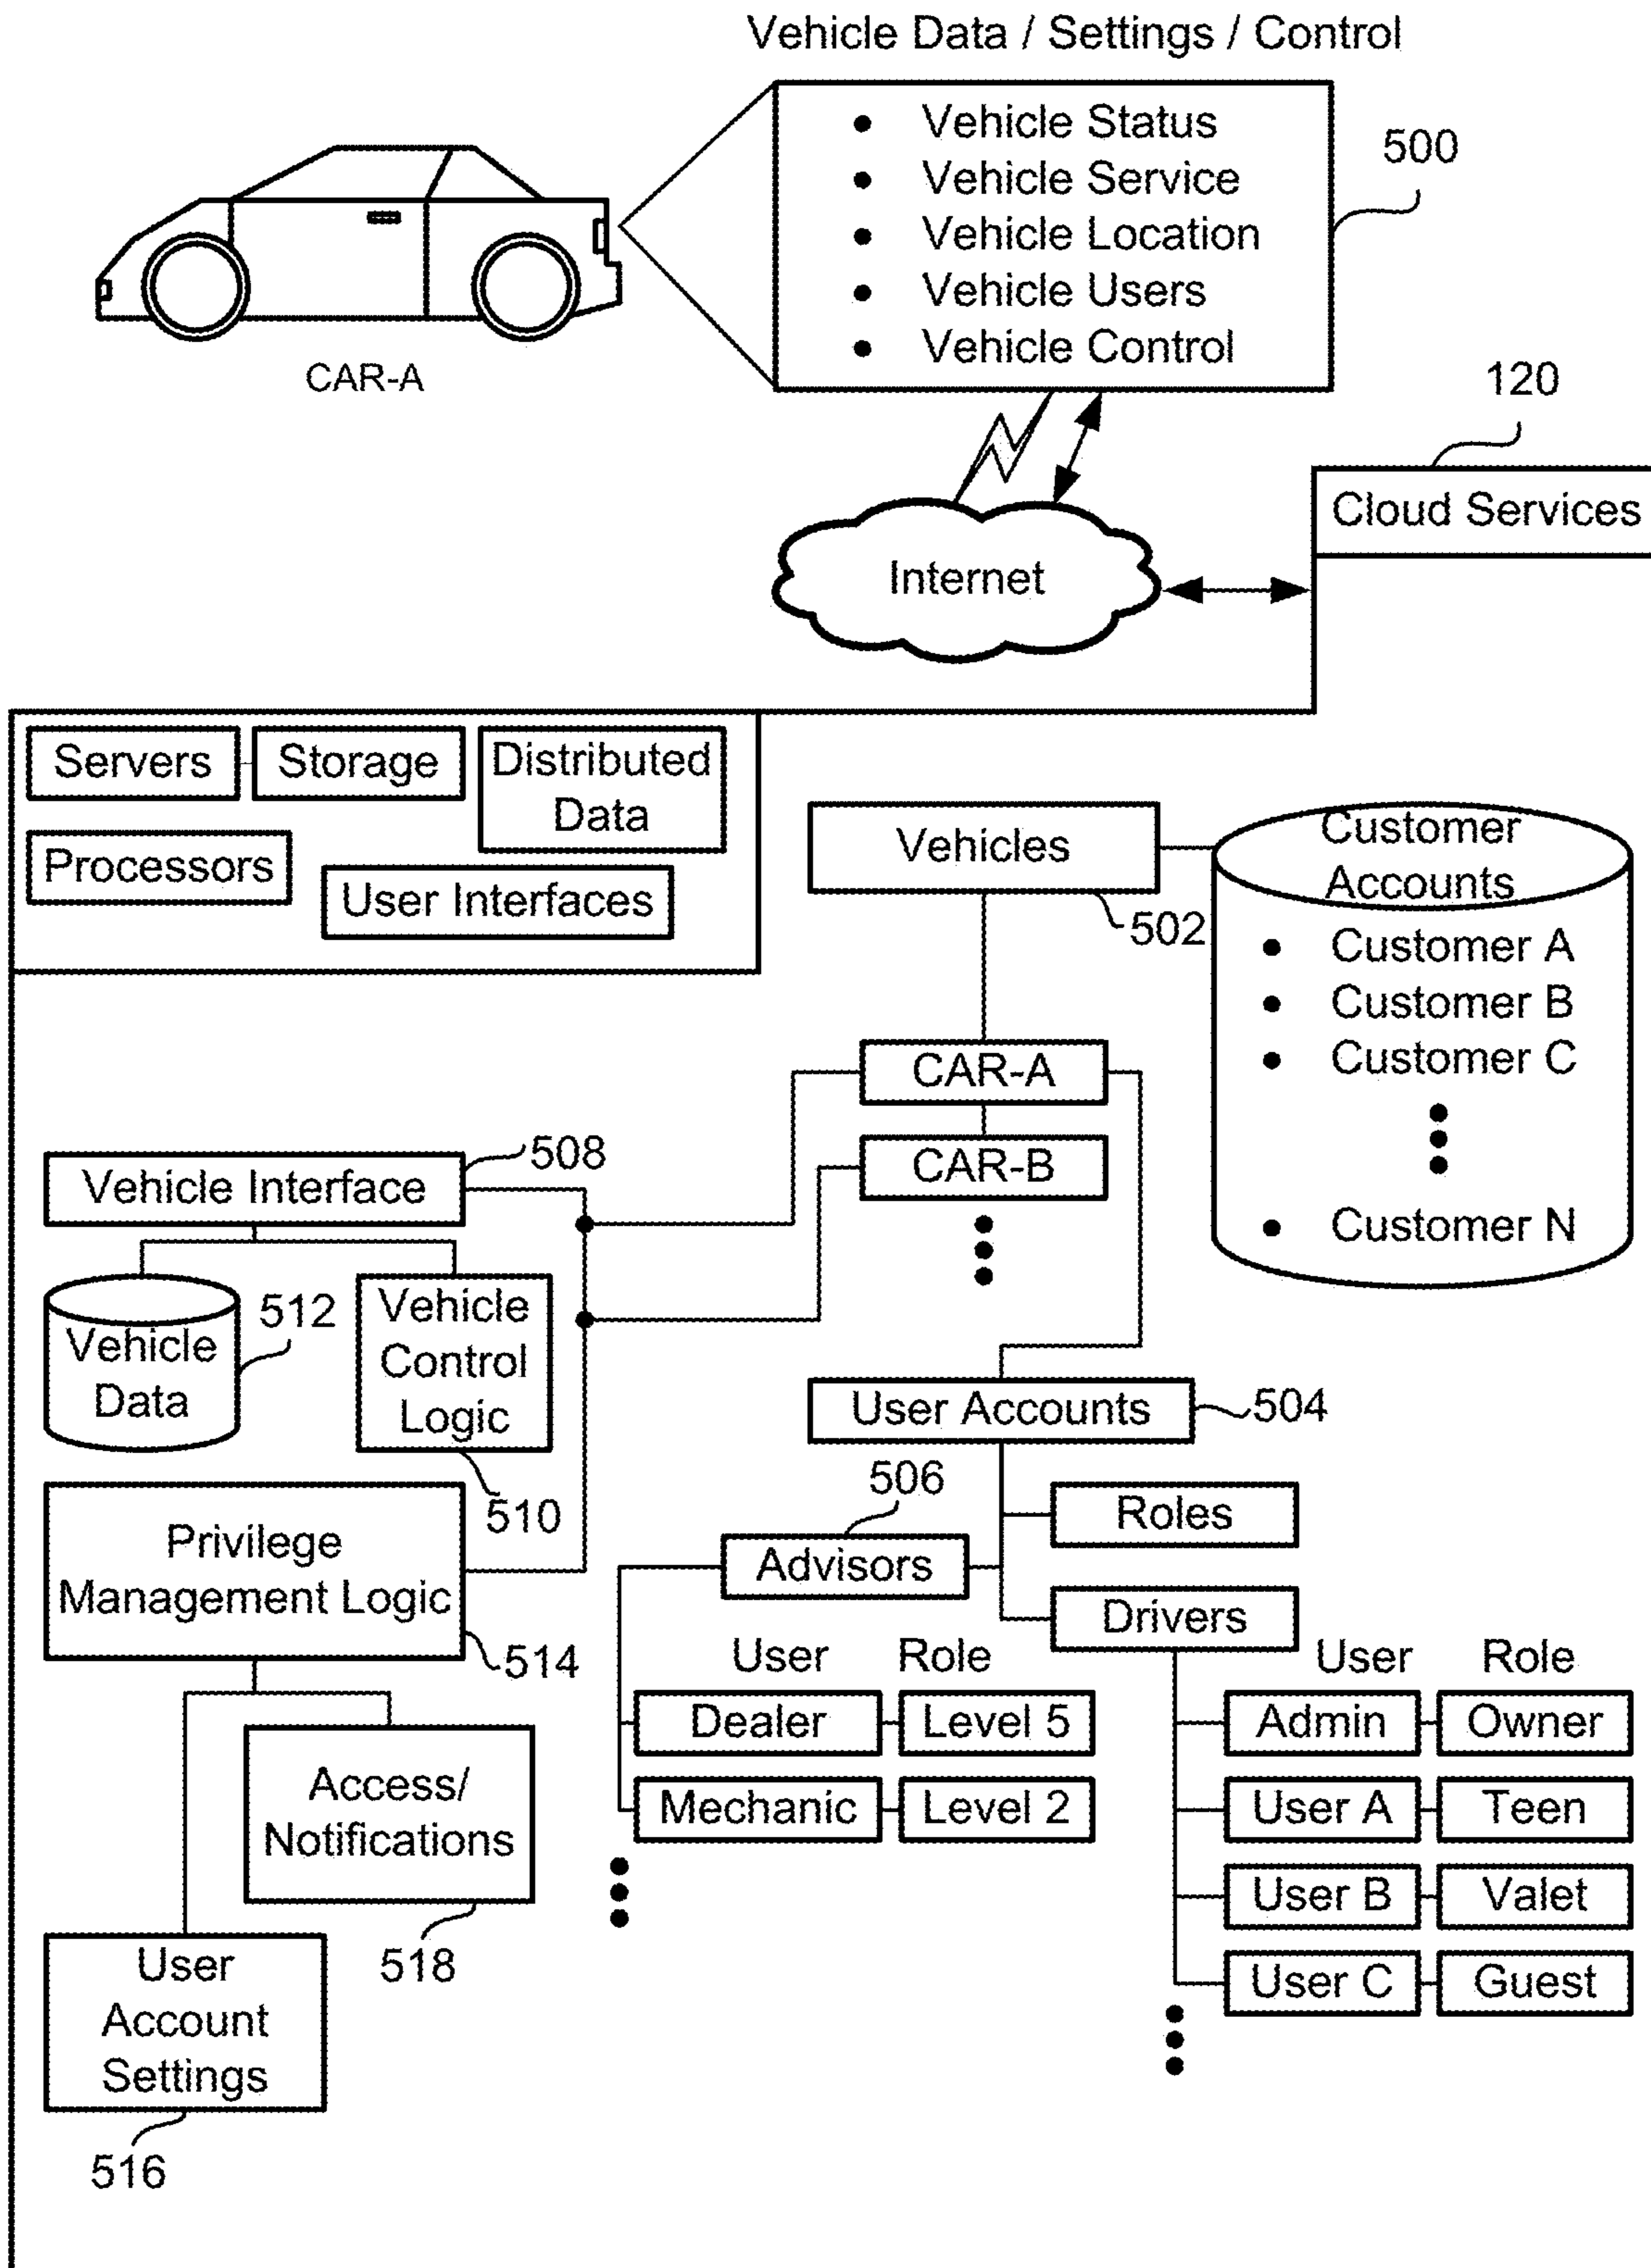 Vehicle Data / Settings / Control
• Vehicle Status
• Vehicle Service
• Vehicle Location
• Vehicle Users
• Vehicle Control
500
CAR-A
120
Cloud Services
Internet
Servers
Storage
Distributed
Data
Processors
User Interfaces
Vehicles
502
Customer
Accounts
• Customer A
• Customer B
• Customer C
• Customer N
CAR-A
CAR-B
Vehicle Interface
508
Vehicle
Data
512
Vehicle
Control
Logic
510
User Accounts
504
506
Advisors
Roles
Drivers
Privilege
Management Logic
514
User Role
Dealer Level 5
Mechanic Level 2
User Role
Admin Owner
User A Teen
User B Valet
User C Guest
Access/
Notifications
518
User
Account
Settings
516